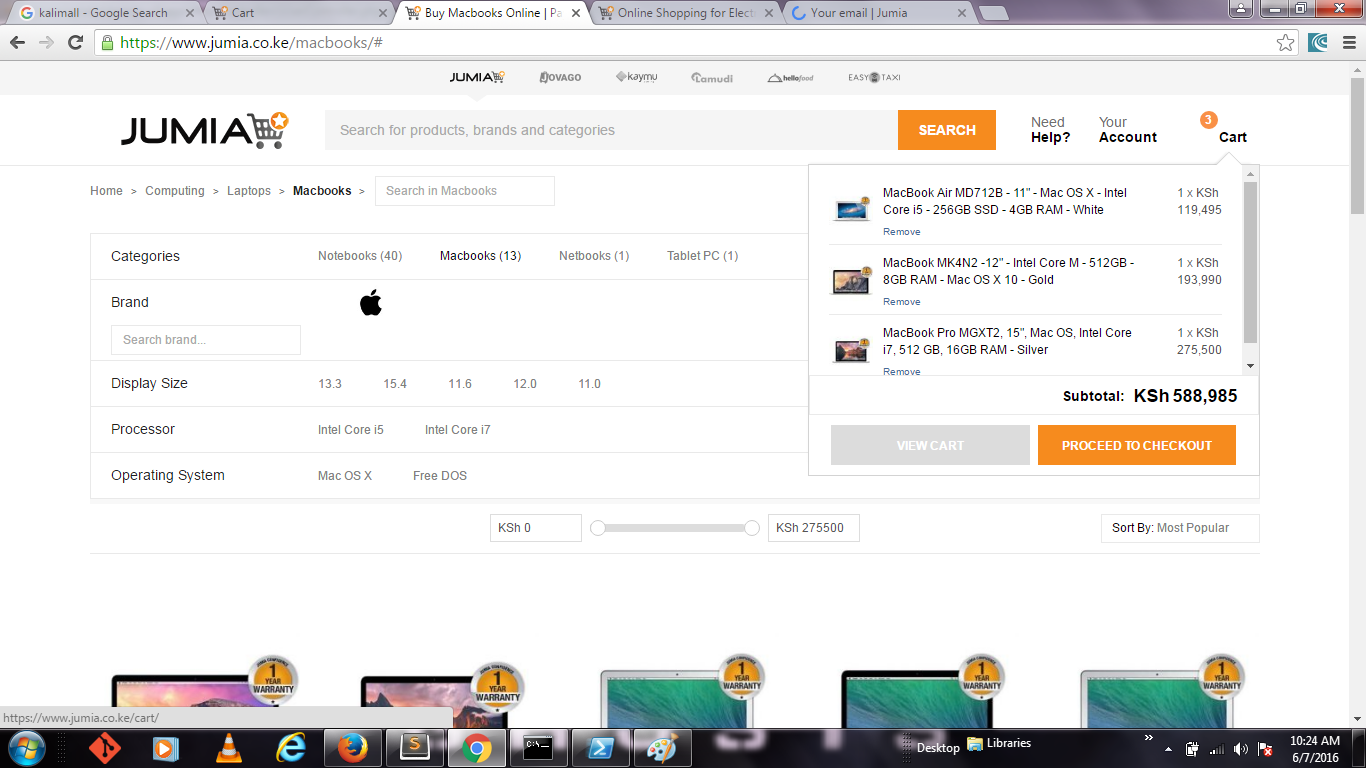 kalimall - Google Search
Cart
Buy Macbooks Online | Pa
Online Shopping for Elect
Your email | Jumia
https://www.jumia.co.ke/macbooks/#
JUMIA
JOVAGO
kaymu
Lamudi
hellofood
EASY TAXI
JUMIA
Search for products, brands and categories
SEARCH
Need
Help?
Your
Account
3
Cart
Home > Computing > Laptops > Macbooks >
Search in Macbooks
MacBook Air MD712B - 11" - Mac OS X - Intel
Core i5 - 256GB SSD - 4GB RAM - White
1 x KSh
119,495
Remove
MacBook MK4N2 -12" - Intel Core M - 512GB -
8GB RAM - Mac OS X 10 - Gold
1 x KSh
193,990
Remove
MacBook Pro MGXT2, 15", Mac OS, Intel Core
i7, 512 GB, 16GB RAM - Silver
1 x KSh
275,500
Remove
Subtotal: KSh 588,985
VIEW CART
PROCEED TO CHECKOUT
Categories
Notebooks (40)
Macbooks (13)
Netbooks (1)
Tablet PC (1)
Brand
Search brand...
Display Size
13.3
15.4
11.6
12.0
11.0
Processor
Intel Core i5
Intel Core i7
Operating System
Mac OS X
Free DOS
KSh 0
KSh 275500
Sort By: Most Popular
1
YEAR
WARRANTY
1
YEAR
WARRANTY
1
YEAR
WARRANTY
1
YEAR
WARRANTY
1
YEAR
WARRANTY
https://www.jumia.co.ke/cart/
Desktop
Libraries
10:24 AM
6/7/2016